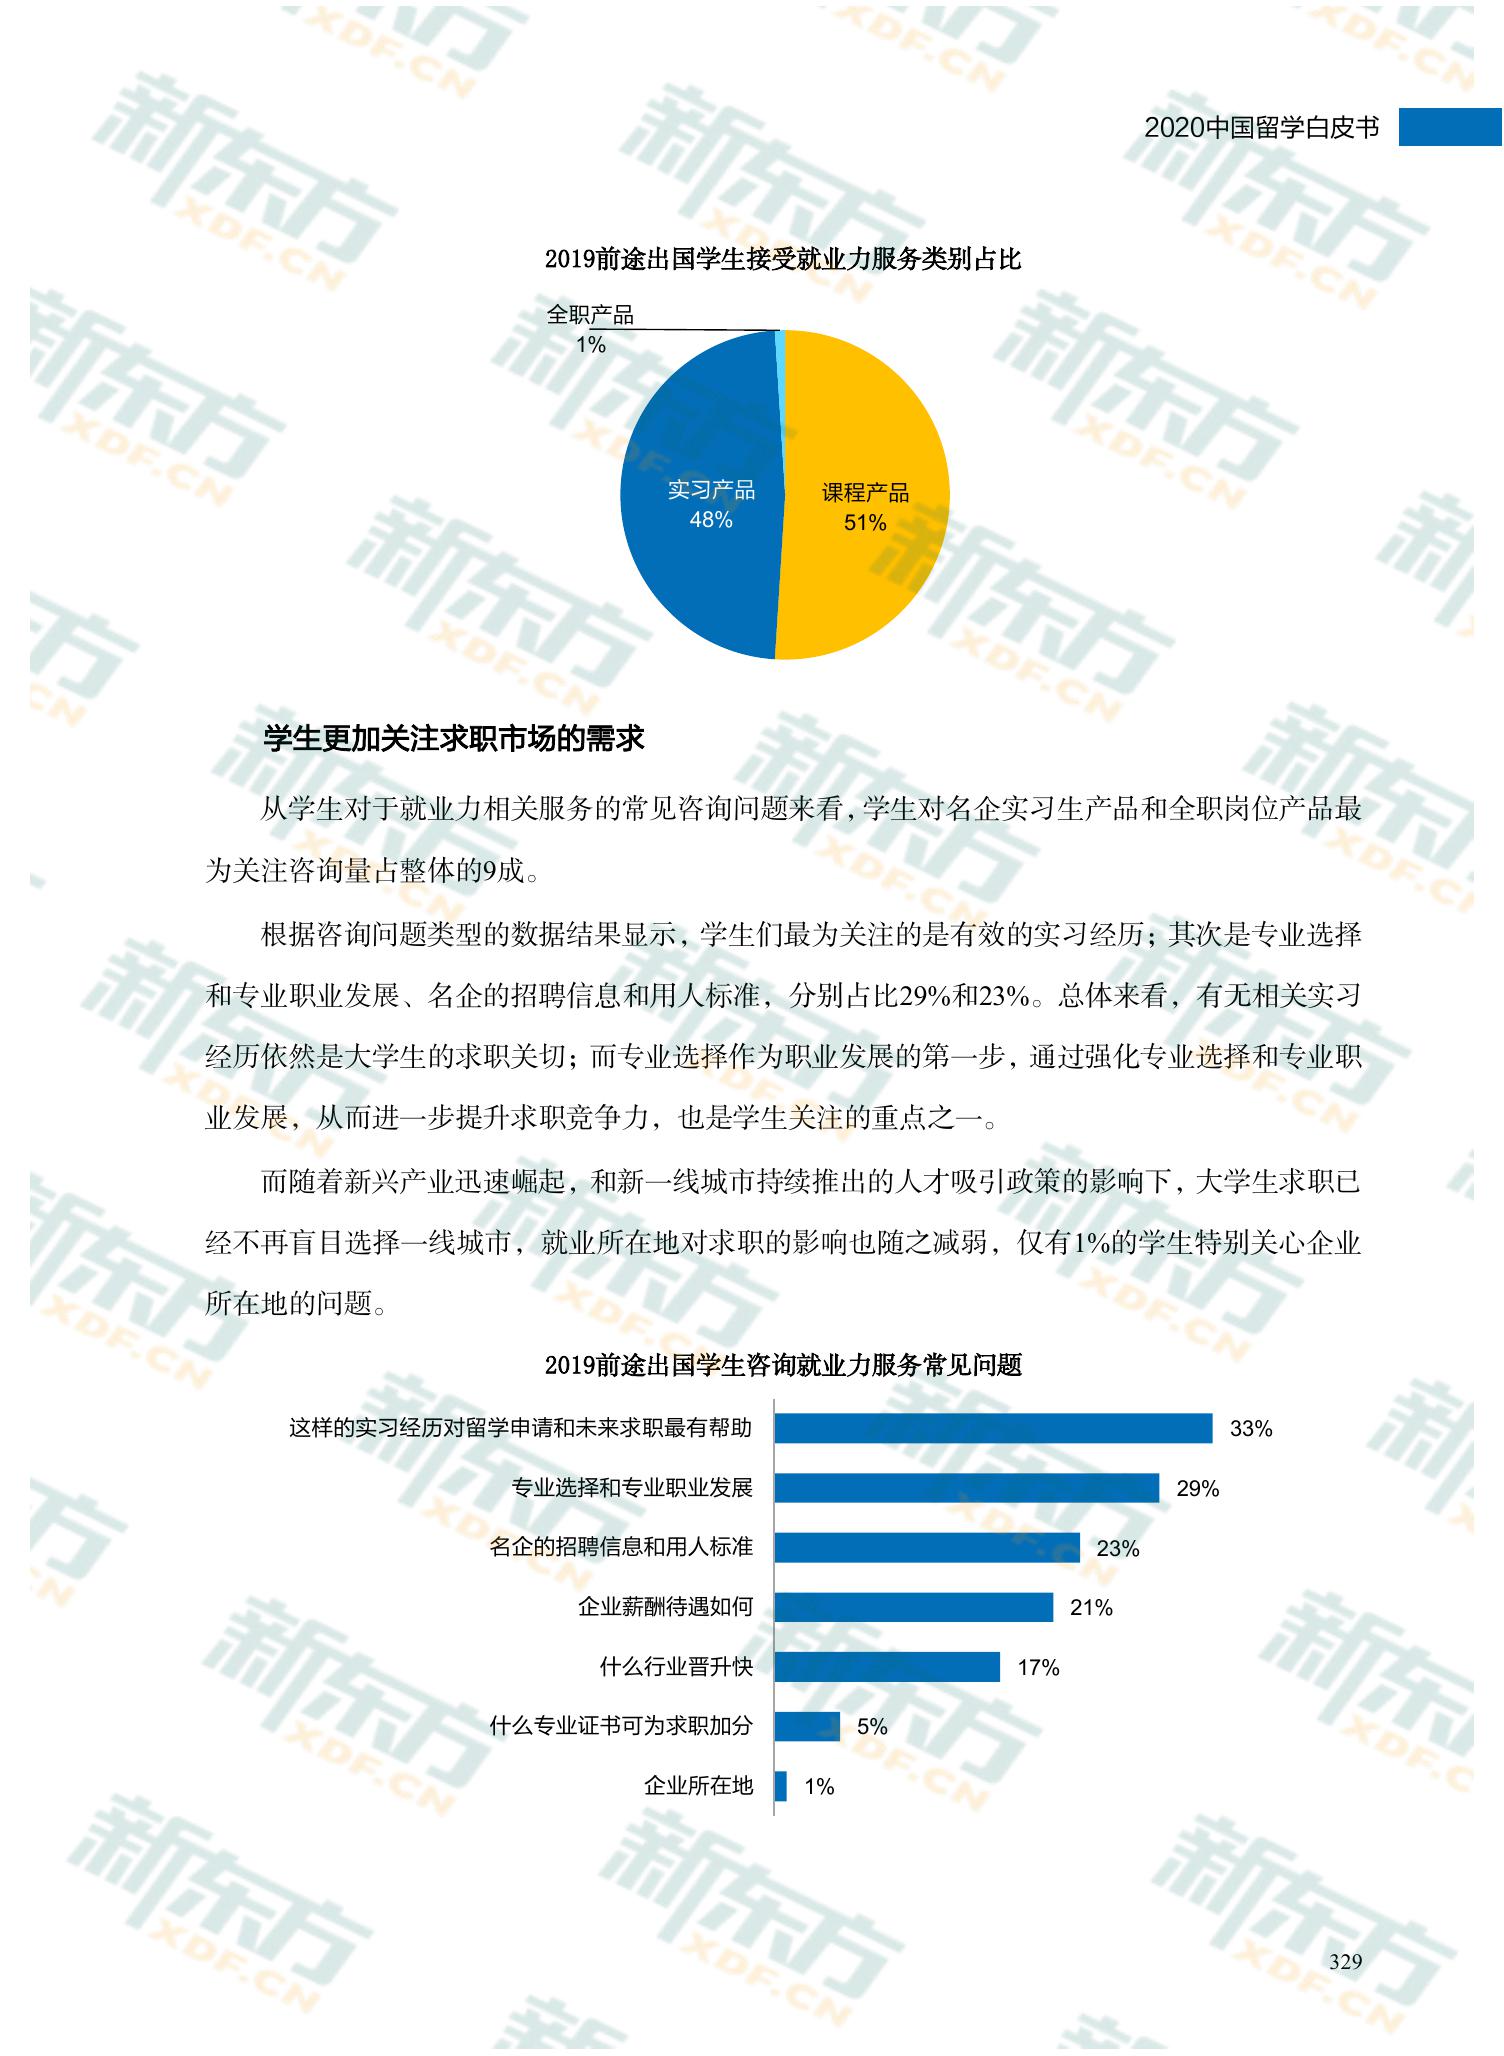 2020中国留学白皮书
2019前途出国学生接受就业力服务类别占比
全职产品
1%
实习产品
48%
课程产品
51%
学生更加关注求职市场的需求
从学生对于就业力相关服务的常见咨询问题来看，学生对名企实习生产品和全职岗位产品最
为关注咨询量占整体的9成。
根据咨询问题类型的数据结果显示，学生们最为关注的是有效的实习经历；其次是专业选择
和专业职业发展、名企的招聘信息和用人标准，分别占比29%和23%。总体来看，有无相关实习
经历依然是大学生的求职关切；而专业选择作为职业发展的第一步，通过强化专业选择和专业职
业发展，从而进一步提升求职竞争力，也是学生关注的重点之一。
而随着新兴产业迅速崛起，和新一线城市持续推出的人才吸引政策的影响下，大学生求职已
经不再盲目选择一线城市，就业所在地对求职的影响也随之减弱，仅有1%的学生特别关心企业
所在地的问题。
2019前途出国学生咨询就业力服务常见问题
这样的实习经历对留学申请和未来求职最有帮助 33%
专业选择和专业职业发展 29%
名企的招聘信息和用人标准 23%
企业薪酬待遇如何 21%
什么行业晋升快 17%
什么专业证书可为求职加分 5%
企业所在地 1%
329
新东方
XDF.CN